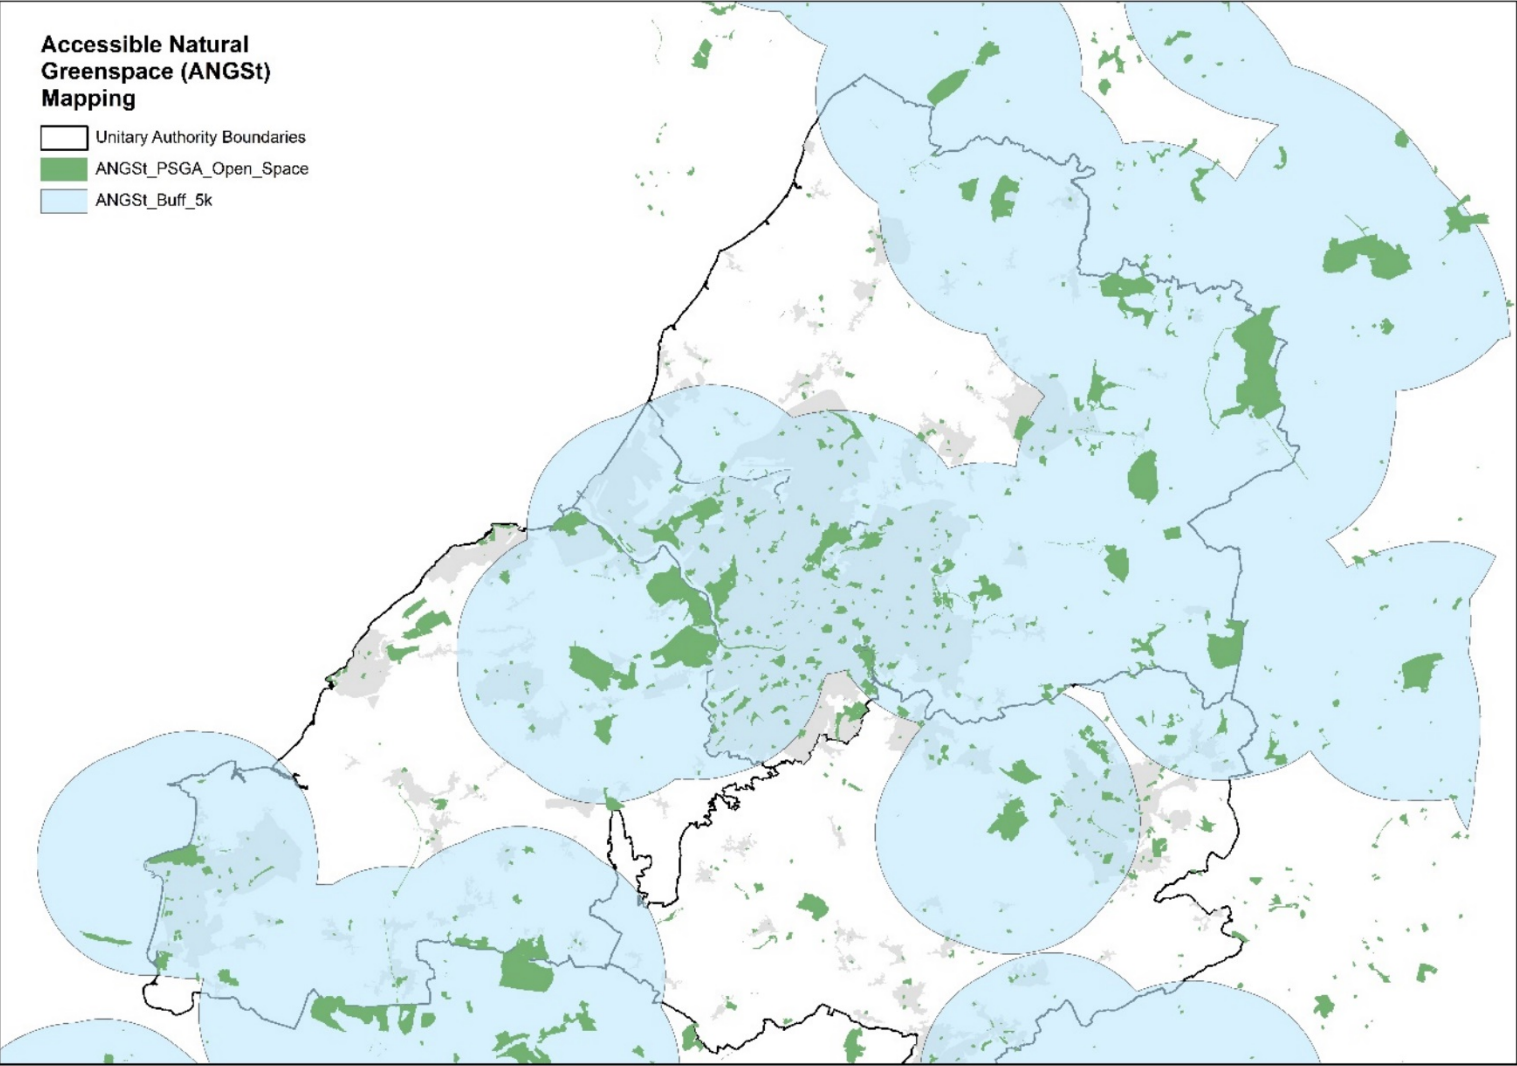 Accessible Natural
Greenspace (ANGSt)
Mapping
Unitary Authority Boundaries
ANGSt_PSGA_Open_Space
ANGSt_Buff_5k